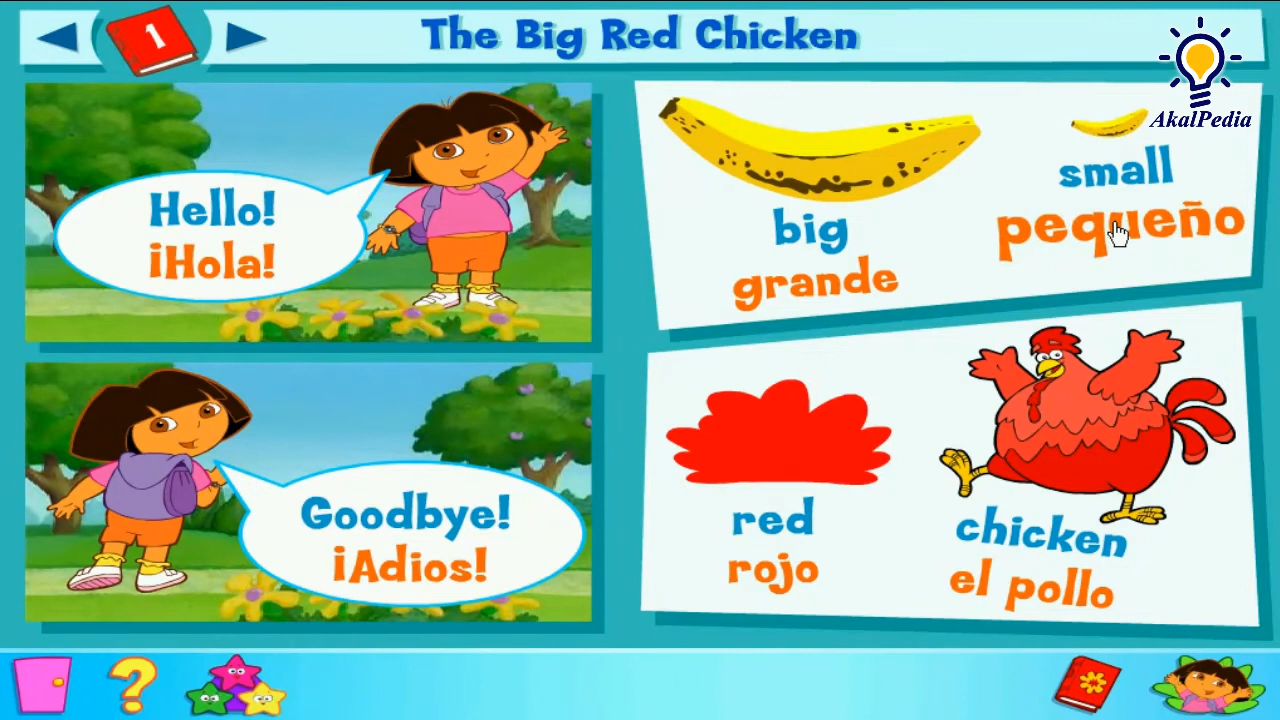 1
The Big Red Chicken
AkalPedia
Hello!
¡Hola!
big
grande
small
pequeño
Goodbye!
¡Adios!
red
rojo
chicken
el pollo
?